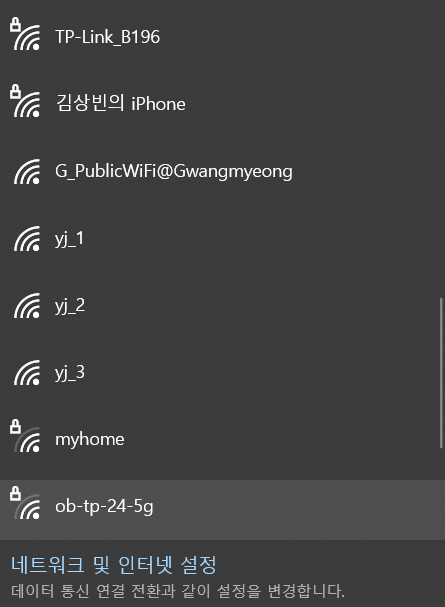 TP-Link_B196
김상빈의 iPhone
G_PublicWiFi@Gwangmyeong
yj_1
yj_2
yj_3
myhome
ob-tp-24-5g
네트워크 및 인터넷 설정
데이터 통신 연결 전환과 같이 설정을 변경합니다.